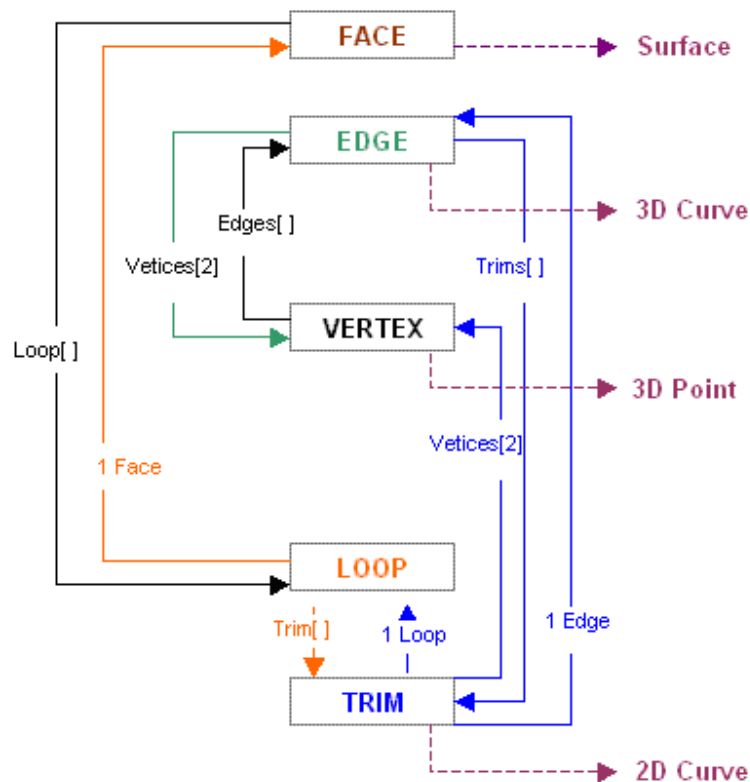 FACE
Surface
EDGE
3D Curve
Edges[ ]
Vetices[2]
Trims[ ]
VERTEX
Loop[ ]
3D Point
Vetices[2]
1 Face
LOOP
Trim[ ]
1 Loop
1 Edge
TRIM
2D Curve